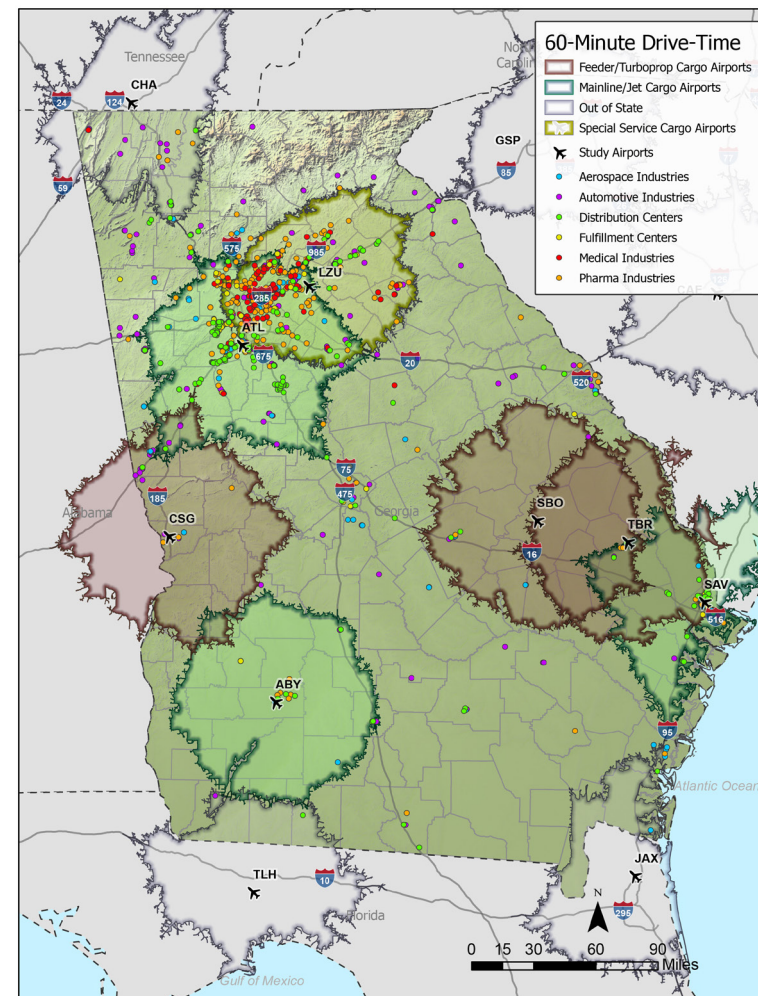 60-Minute Drive-Time
Feeder/Turboprop Cargo Airports
Mainline/Jet Cargo Airports
Out of State
Special Service Cargo Airports
Study Airports
Aerospace Industries
Automotive Industries
Distribution Centers
Fulfillment Centers
Medical Industries
Pharma Industries
Tennessee
CHA
24
124
59
GSP
85
575
985
LZU
285
ATL
675
20
520
75
475
Georgia
185
Alabama
CSG
SBO
TBR
16
SAV
516
ABY
95
Atlantic Ocean
TLH
10
Florida
JAX
295
N
0 15 30 60 90
Miles
Gulf of Mexico